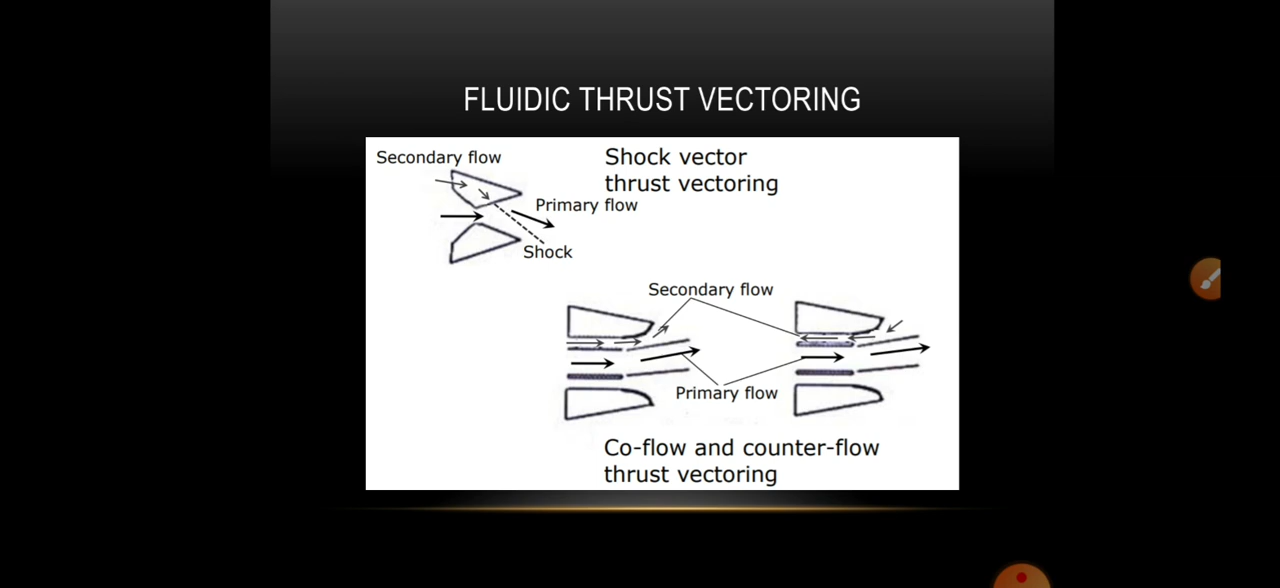 FLUIDIC THRUST VECTORING
Secondary flow
Shock vector
thrust vectoring
Primary flow
Shock
Secondary flow
Primary flow
Co-flow and counter-flow
thrust vectoring